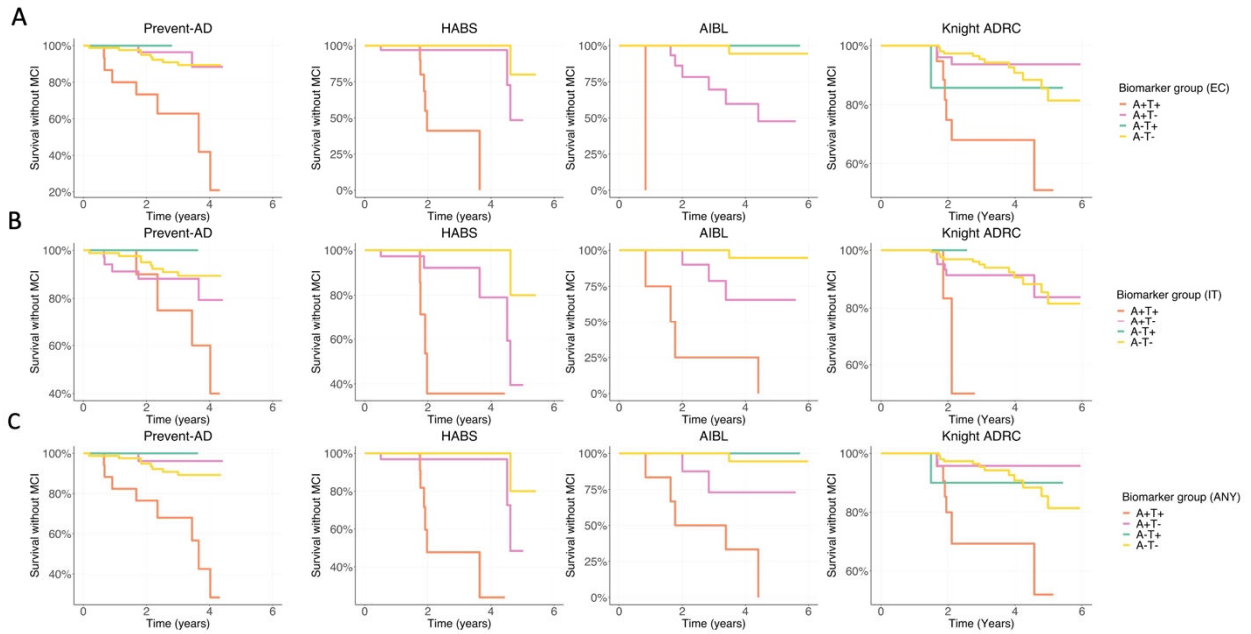 A
Prevent-AD
HABS
AIBL
Knight ADRC
Survival without MCI
100%
80%
60%
40%
20%
0 2 4 6
Time (years)
Survival without MCI
100%
75%
50%
25%
0%
0 2 4 6
Time (years)
Survival without MCI
100%
75%
50%
25%
0%
0 2 4 6
Time (years)
Survival without MCI
100%
80%
60%
0 2 4 6
Time (Years)
Biomarker group (EC)
A+T+
A+T-
A-T+
A-T-
B
Prevent-AD
HABS
AIBL
Knight ADRC
Survival without MCI
100%
80%
60%
40%
0 2 4 6
Time (years)
Survival without MCI
100%
80%
60%
40%
0 2 4 6
Time (years)
Survival without MCI
100%
75%
50%
25%
0%
0 2 4 6
Time (years)
Survival without MCI
100%
80%
60%
0 2 4 6
Time (Years)
Biomarker group (IT)
A+T+
A+T-
A-T+
A-T-
C
Prevent-AD
HABS
AIBL
Knight ADRC
Survival without MCI
100%
80%
60%
40%
0 2 4 6
Time (years)
Survival without MCI
100%
80%
60%
40%
0 2 4 6
Time (years)
Survival without MCI
100%
75%
50%
25%
0%
0 2 4 6
Time (years)
Survival without MCI
100%
80%
60%
0 2 4 6
Time (Years)
Biomarker group (ANY)
A+T+
A+T-
A-T+
A-T-